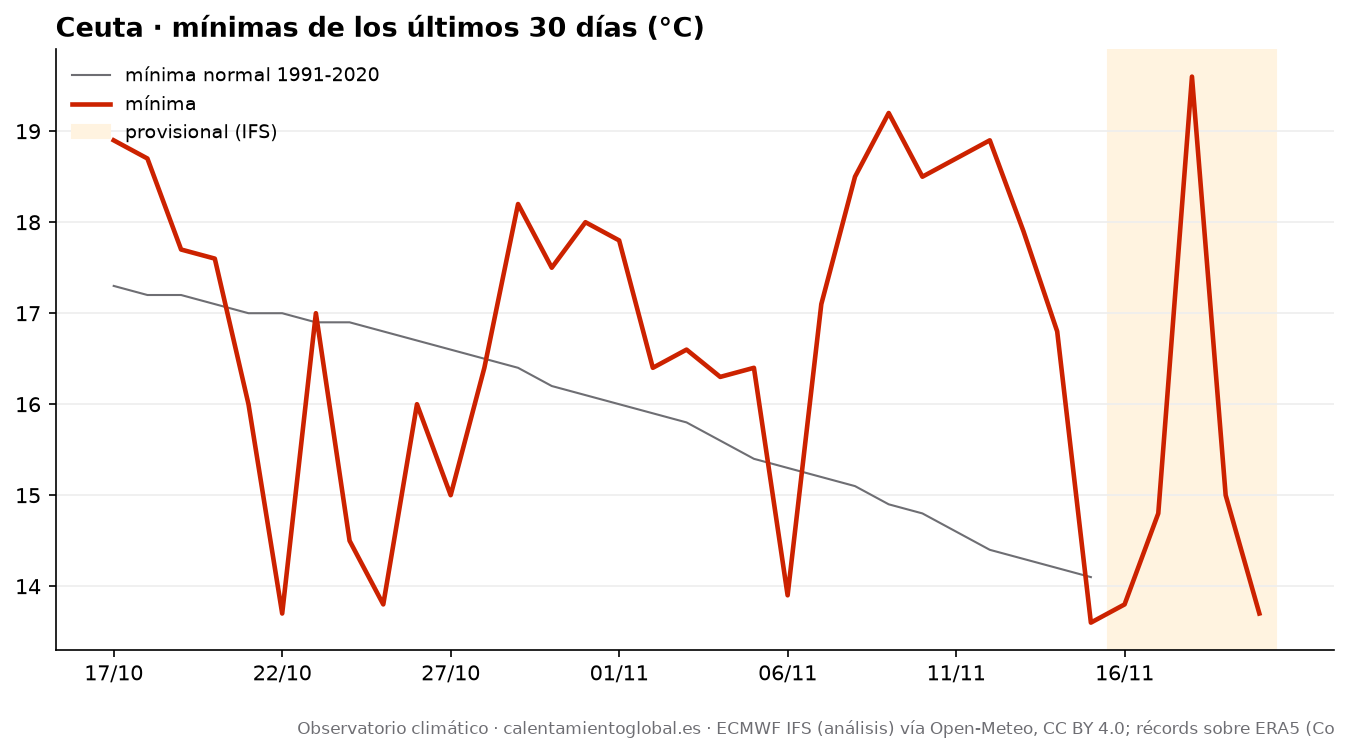 Ceuta · mínimas de los últimos 30 días (°C)
mínima normal 1991-2020
mínima
provisional (IFS)
19
18
17
16
15
14
17/10
22/10
27/10
01/11
06/11
11/11
16/11
Observatorio climático · calentamientoglobal.es · ECMWF IFS (análisis) vía Open-Meteo, CC BY 4.0; récords sobre ERA5 (Co